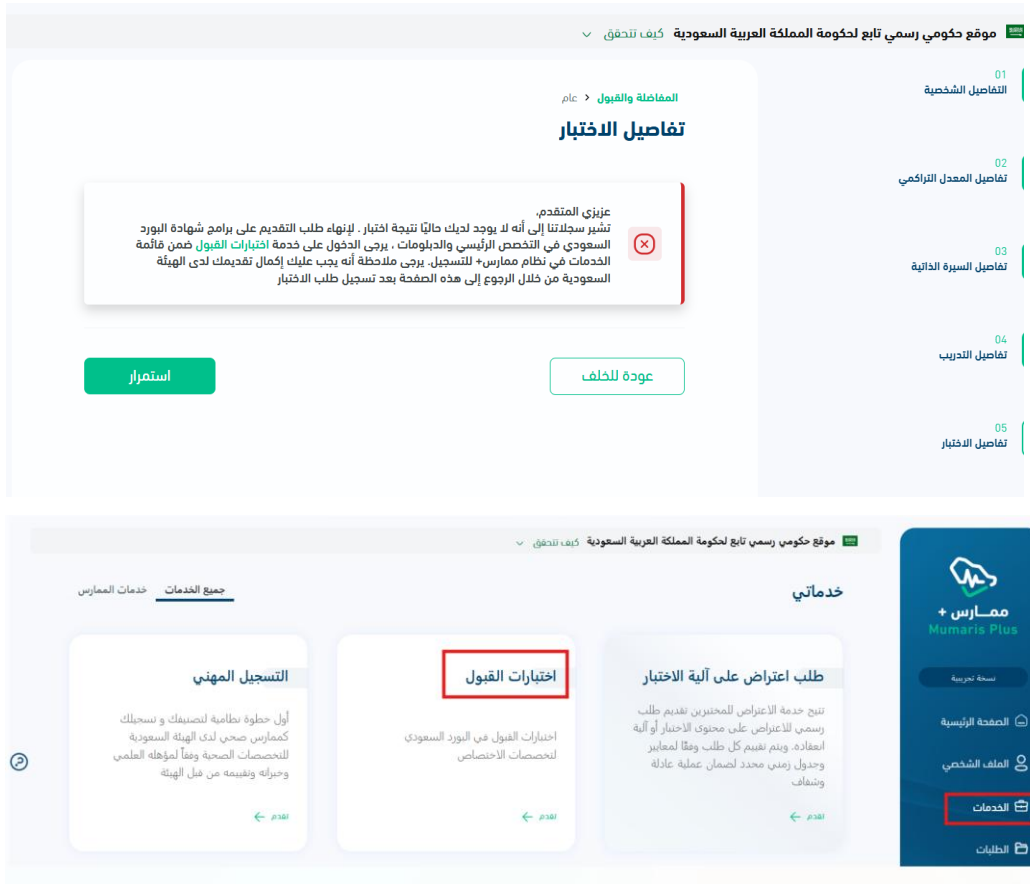 موقع حكومي رسمي تابع لحكومة المملكة العربية السعودية كيف تتحقق
01
التفاصيل الشخصية
02
تفاصيل المعدل التراكمي
03
تفاصيل السيرة الذاتية
04
تفاصيل التدريب
05
تفاصيل الاختبار
المفاضلة والقبول > عام
تفاصيل الاختبار
عزيزي المتقدم،
تشير سجلاتنا إلى أنه لا يوجد لديك حاليًا نتيجة اختبار . لإنهاء طلب التقديم على برامج شهادة البورد
السعودي في التخصص الرئيسي والدبلومات ، يرجى الدخول على خدمة اختبارات القبول ضمن قائمة
الخدمات في نظام ممارس+ للتسجيل. يرجى ملاحظة أنه يجب عليك إكمال تقديمك لدى الهيئة
السعودية من خلال الرجوع إلى هذه الصفحة بعد تسجيل طلب الاختبار
عودة للخلف
استمرار
ممــارس +
Mumaris Plus
نسخة تجريبية
الصفحة الرئيسية
الملف الشخصي
الخدمات
الطلبات
موقع حكومي رسمي تابع لحكومة المملكة العربية السعودية كيف تتحقق
خدماتي
جميع الخدمات خدمات الممارس
طلب اعتراض على آلية الاختبار
تتيح خدمة الاعتراض للمختبرين تقديم طلب
رسمي للاعتراض على محتوى الاختبار أو آلية
انعقاده. ويتم تقييم كل طلب وفقًا لمعايير
وجدول زمني محدد لضمان عملية عادلة
وشفاف
اقدم
اختبارات القبول
اختبارات القبول في البورد السعودي
لتخصصات الاختصاص
اقدم
التسجيل المهني
أول خطوة نظامية لتصنيفك و تسجيلك
كممارس صحي لدى الهيئة السعودية
للتخصصات الصحية وفقاً لمؤهله العلمي
وخبراته وتقييمه من قبل الهيئة
اقدم